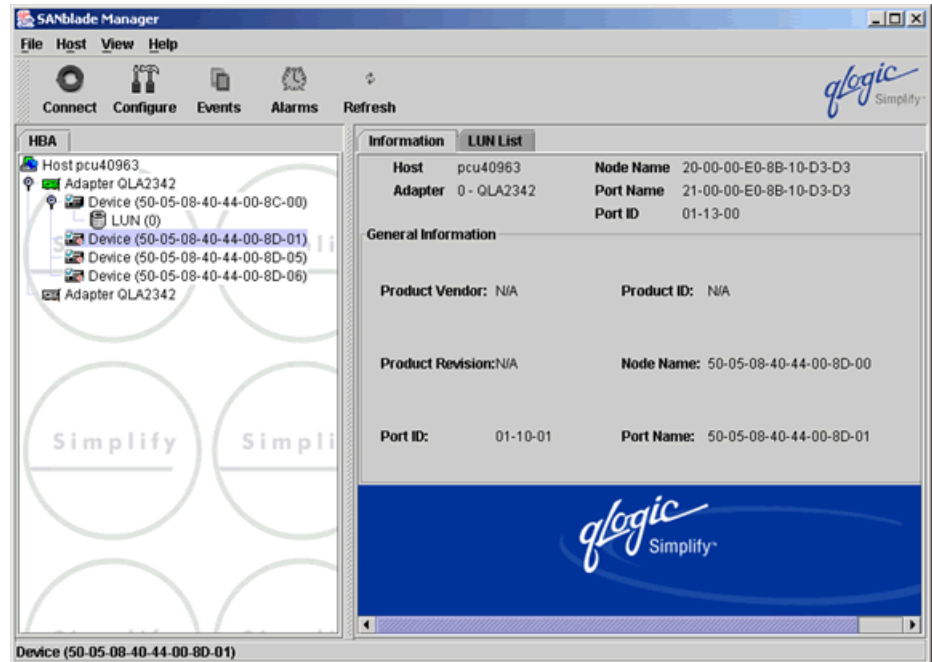 SANblade Manager
File Host View Help
Connect Configure Events Alarms Refresh
qlogic
Simplify
HBA
Host pcu40963
Adapter QLA2342
Device (50-05-08-40-44-00-8C-00)
LUN (0)
Device (50-05-08-40-44-00-8D-01)
Device (50-05-08-40-44-00-8D-05)
Device (50-05-08-40-44-00-8D-06)
Adapter QLA2342
Simplify Simpli
Information LUN List
Host pcu40963 Node Name 20-00-00-E0-8B-10-D3-D3
Adapter 0 - QLA2342 Port Name 21-00-00-E0-8B-10-D3-D3
Port ID 01-13-00
General Information
Product Vendor: N/A Product ID: N/A
Product Revision:N/A Node Name: 50-05-08-40-44-00-8D-00
Port ID: 01-10-01 Port Name: 50-05-08-40-44-00-8D-01
qlogic
Simplify
Device (50-05-08-40-44-00-8D-01)